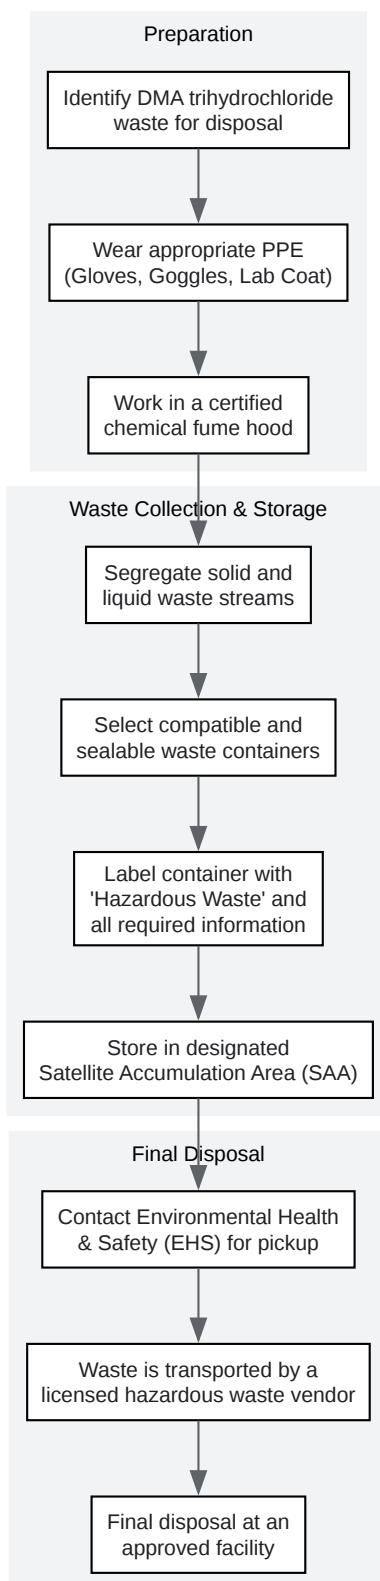 Preparation
Identify DMA trihydrochloride
waste for disposal
Wear appropriate PPE
(Gloves, Goggles, Lab Coat)
Work in a certified
chemical fume hood
Waste Collection & Storage
Segregate solid and
liquid waste streams
Select compatible and
sealable waste containers
Label container with
'Hazardous Waste' and
all required information
Store in designated
Satellite Accumulation Area (SAA)
Final Disposal
Contact Environmental Health
& Safety (EHS) for pickup
Waste is transported by a
licensed hazardous waste vendor
Final disposal at an
approved facility